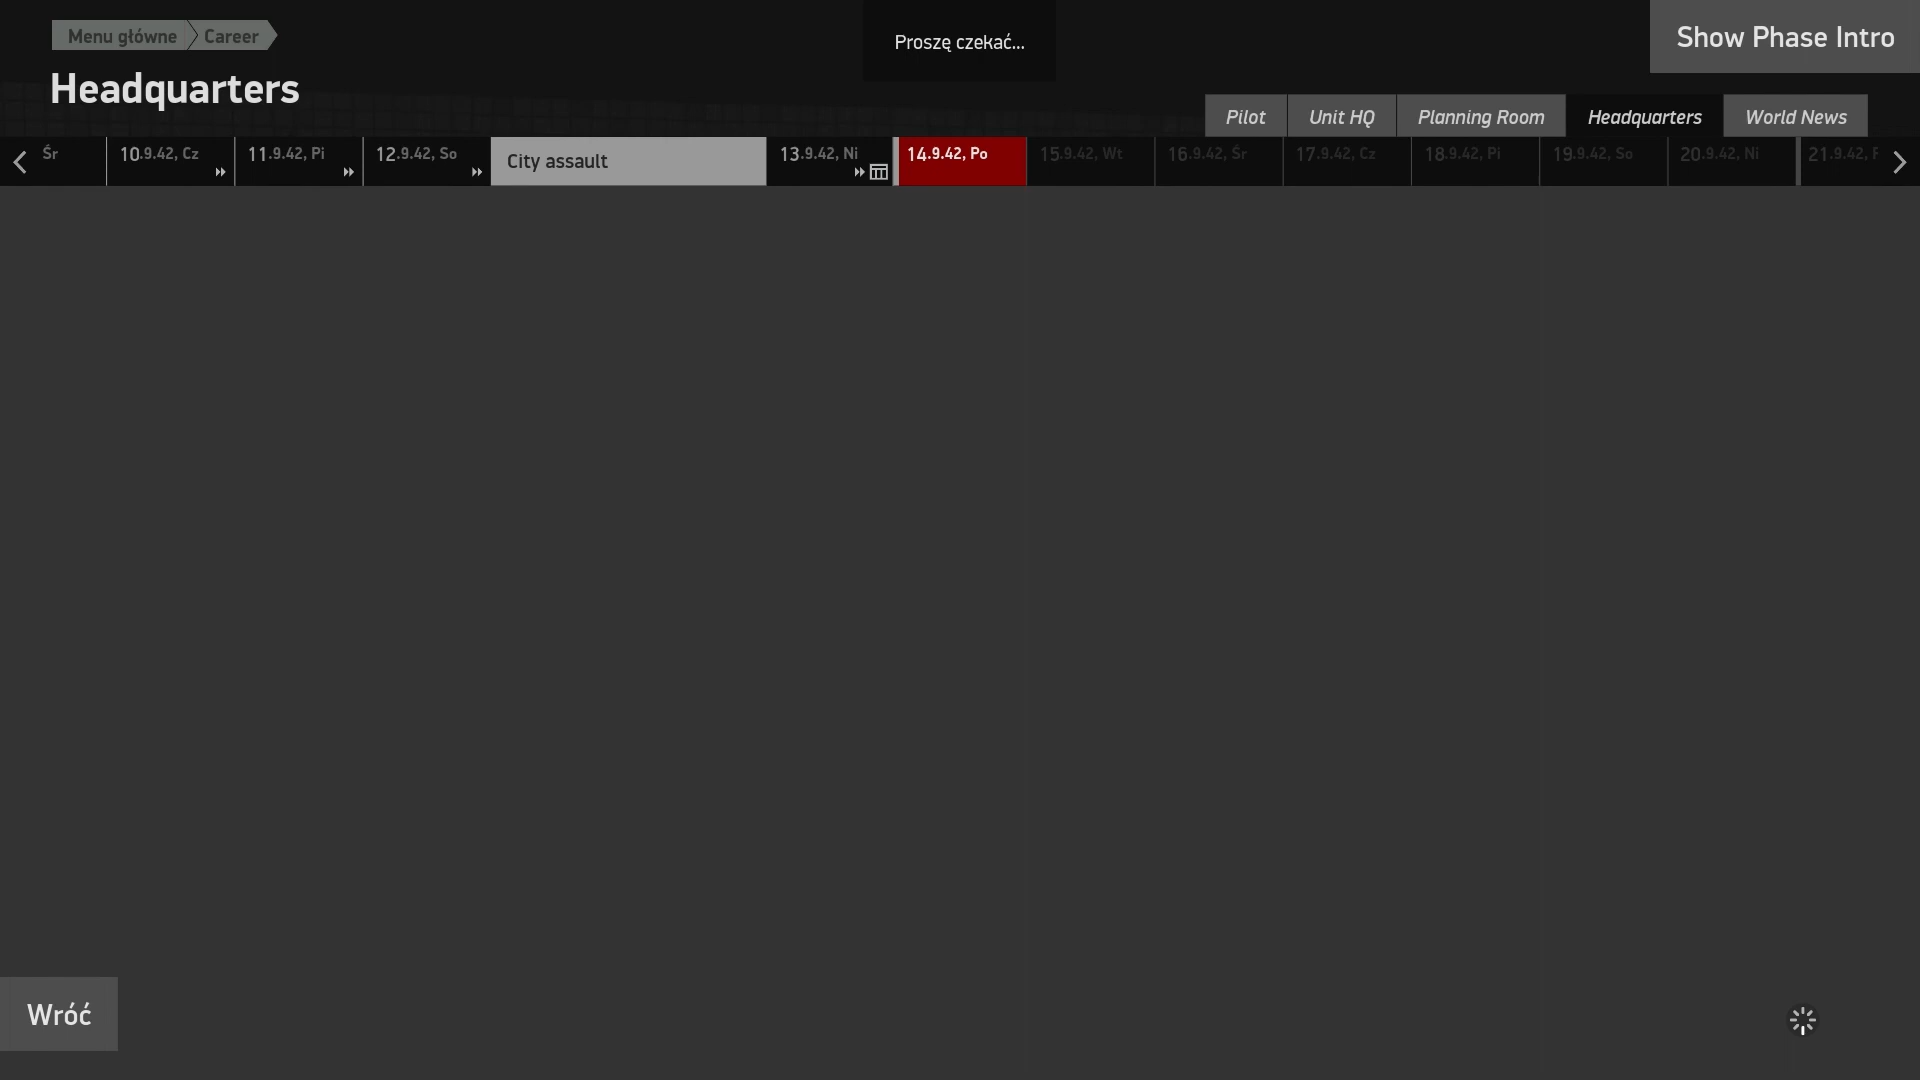 Menu główne Career
Proszę czekać...
Show Phase Intro
Headquarters
Pilot Unit HQ Planning Room Headquarters World News
Śr 10.9.42, Cz 11.9.42, Pi 12.9.42, So City assault 13.9.42, Ni 14.9.42, Po 15.9.42, Wt 16.9.42, Śr 17.9.42, Cz 18.9.42, Pi 19.9.42, So 20.9.42, Ni 21.9.42,
Wróć